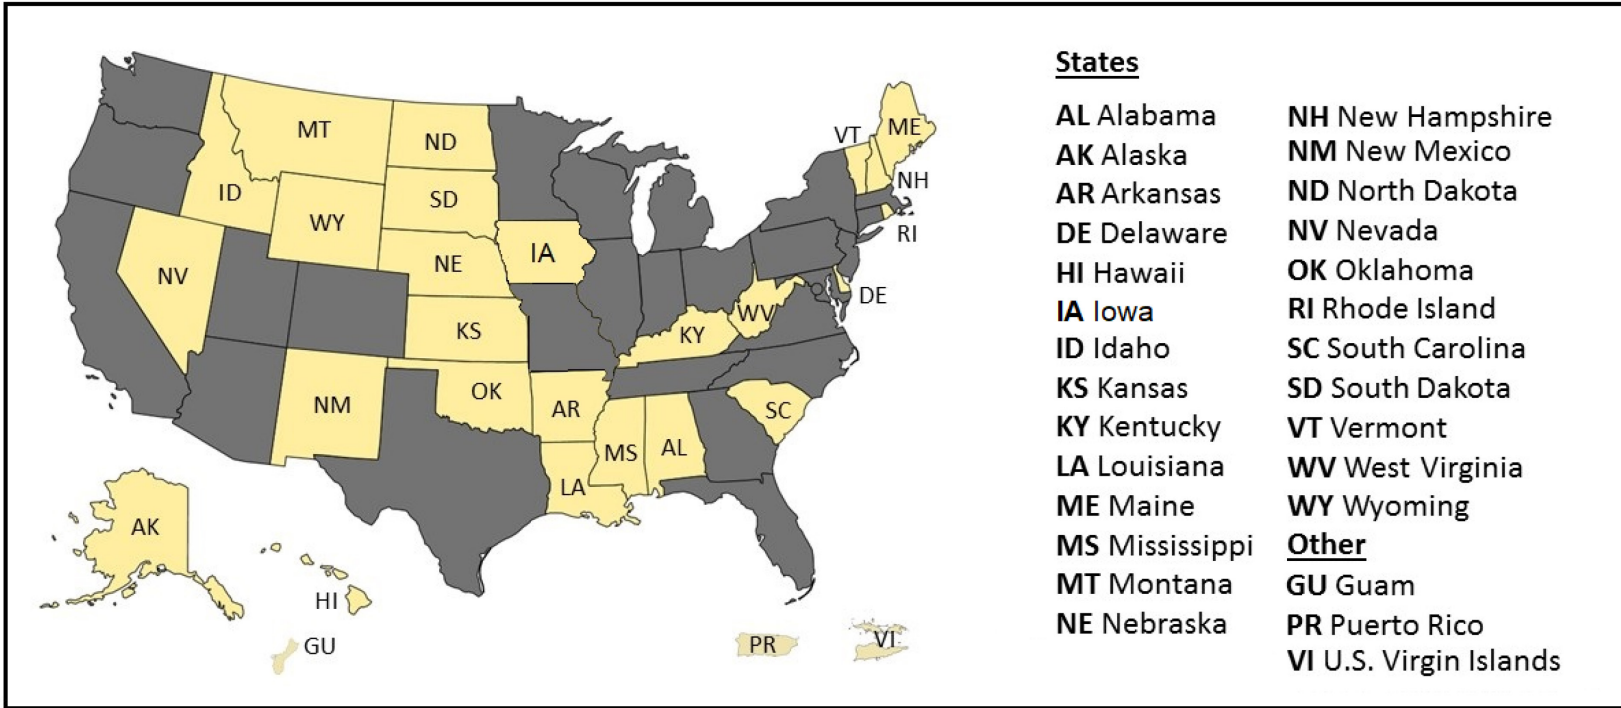 MT
ND
ME
VT
ID
SD
NH
WY
RI
IA
NE
NV
DE
WV
KS
KY
OK
NM
AR
SC
MS
AL
LA
AK
HI
GU
PR
VI
States
AL Alabama
AK Alaska
AR Arkansas
DE Delaware
HI Hawaii
IA Iowa
ID Idaho
KS Kansas
KY Kentucky
LA Louisiana
ME Maine
MS Mississippi
MT Montana
NE Nebraska
NH New Hampshire
NM New Mexico
ND North Dakota
NV Nevada
OK Oklahoma
RI Rhode Island
SC South Carolina
SD South Dakota
VT Vermont
WV West Virginia
WY Wyoming
Other
GU Guam
PR Puerto Rico
VI U.S. Virgin Islands